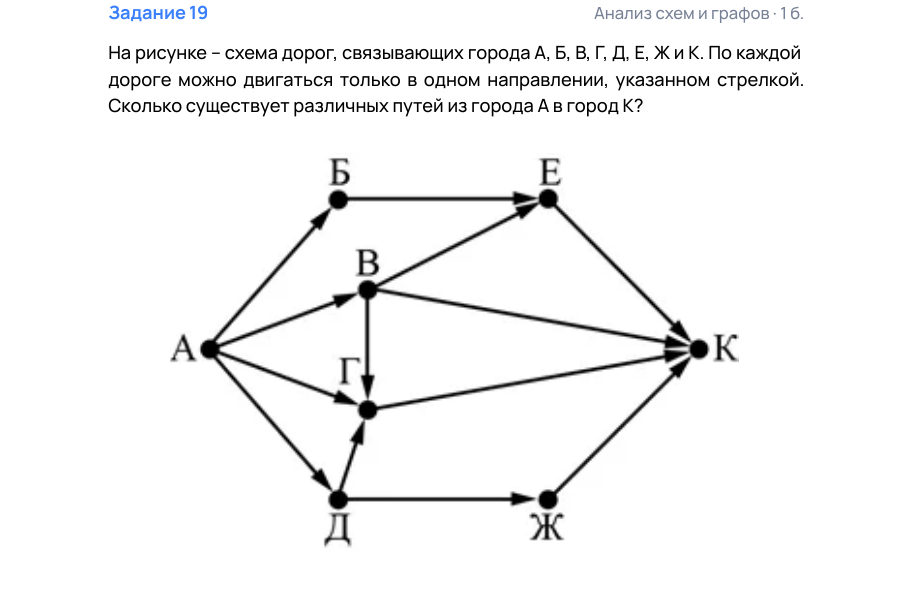 Задание 19
Анализ схем и графов · 1 б.
На рисунке – схема дорог, связывающих города А, Б, В, Г, Д, Е, Ж и К. По каждой
дороге можно двигаться только в одном направлении, указанном стрелкой.
Сколько существует различных путей из города А в город К?
Б
Е
В
А
К
Г
Д
Ж